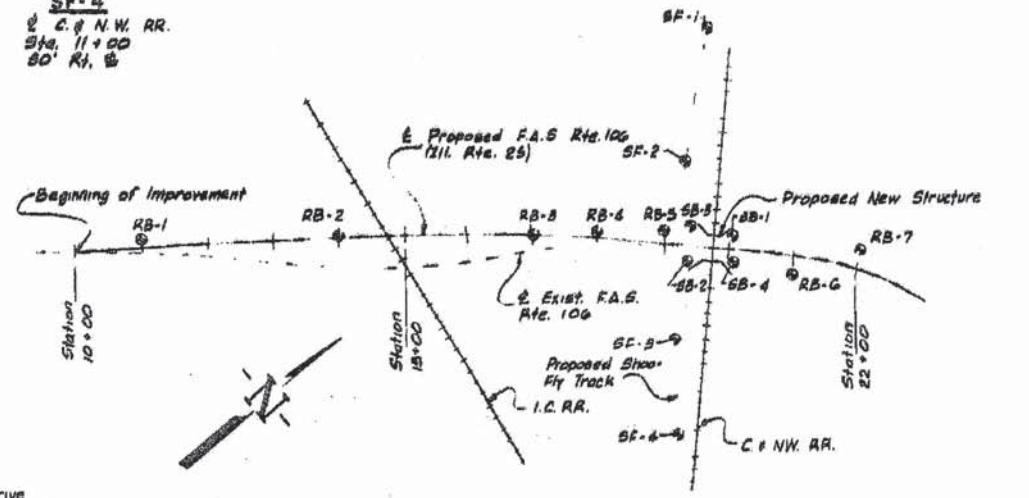 SF-4
℄ C. & N.W. RR.
Sta. 11+00
50' Rt. ℄
SF-1
℄ Proposed F.A.S Rte. 106
(Ill. Rte. 23)
SF-2
Beginning of Improvement
Proposed New Structure
RB-1
RB-2
RB-3
RB-4
RB-5
SB-3
SB-1
RB-7
SB-2
SB-4
RB-6
℄ Exist. F.A.S.
Rte. 106
Station
10+00
Station
15+00
Station
22+00
SF-3
Proposed Shoo-
Fly Track
I.C. RR.
SF-4
C. & NW. RR.
N